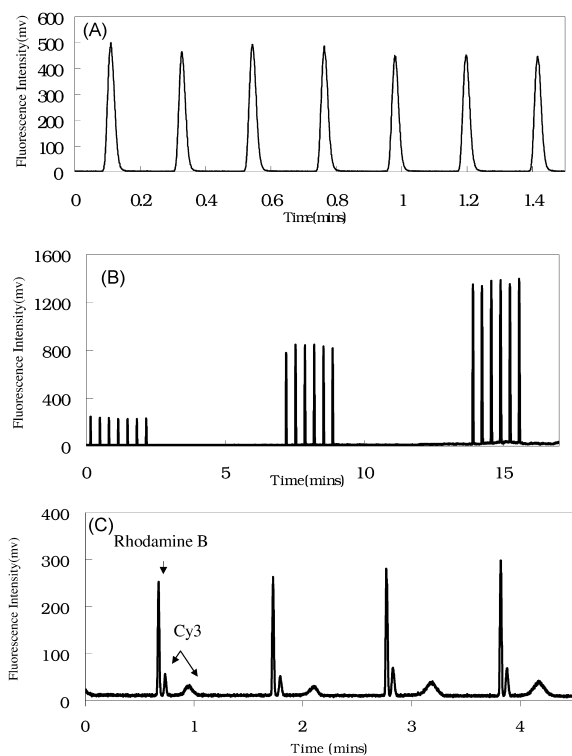 (A)
Fluorescence Intensity(mv)
600
500
400
300
200
100
0
0 0.2 0.4 0.6 0.8 1 1.2 1.4
Time(mins)
(B)
Fluorescence Intensity(mv)
1600
1200
800
400
0
0 5 10 15
Time(mins)
(C)
Fluorescence Intensity(mv)
400
300
200
100
0
Rhodamine B
Cy3
0 1 2 3 4
Time (mins)